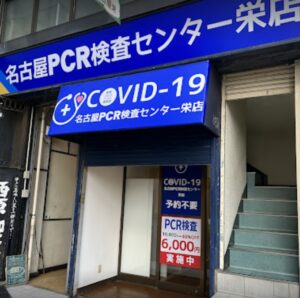 名古屋PCR検査センター栄店
COVID-19
名古屋PCR検査センター栄店
COVID-19
名古屋PCR検査センター
予約不要
PCR検査
6,000円
実施中